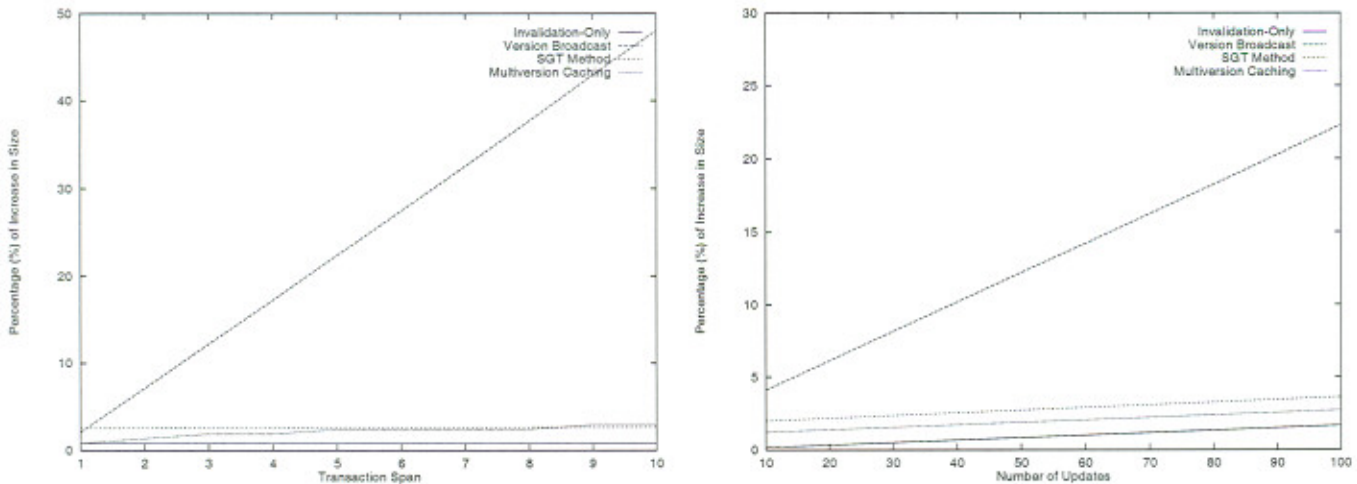 50
40
30
20
10
0
Percentage (%) of Increase in Size
Invalidation-Only
Version Broadcast
SGT Method
Multiversion Caching
1 2 3 4 5 6 7 8 9 10
Transaction Span
30
25
20
15
10
5
0
Percentage (%) of Increase in Size
Invalidation-Only
Version Broadcast
SGT Method
Multiversion Caching
10 20 30 40 50 60 70 80 90 100
Number of Updates